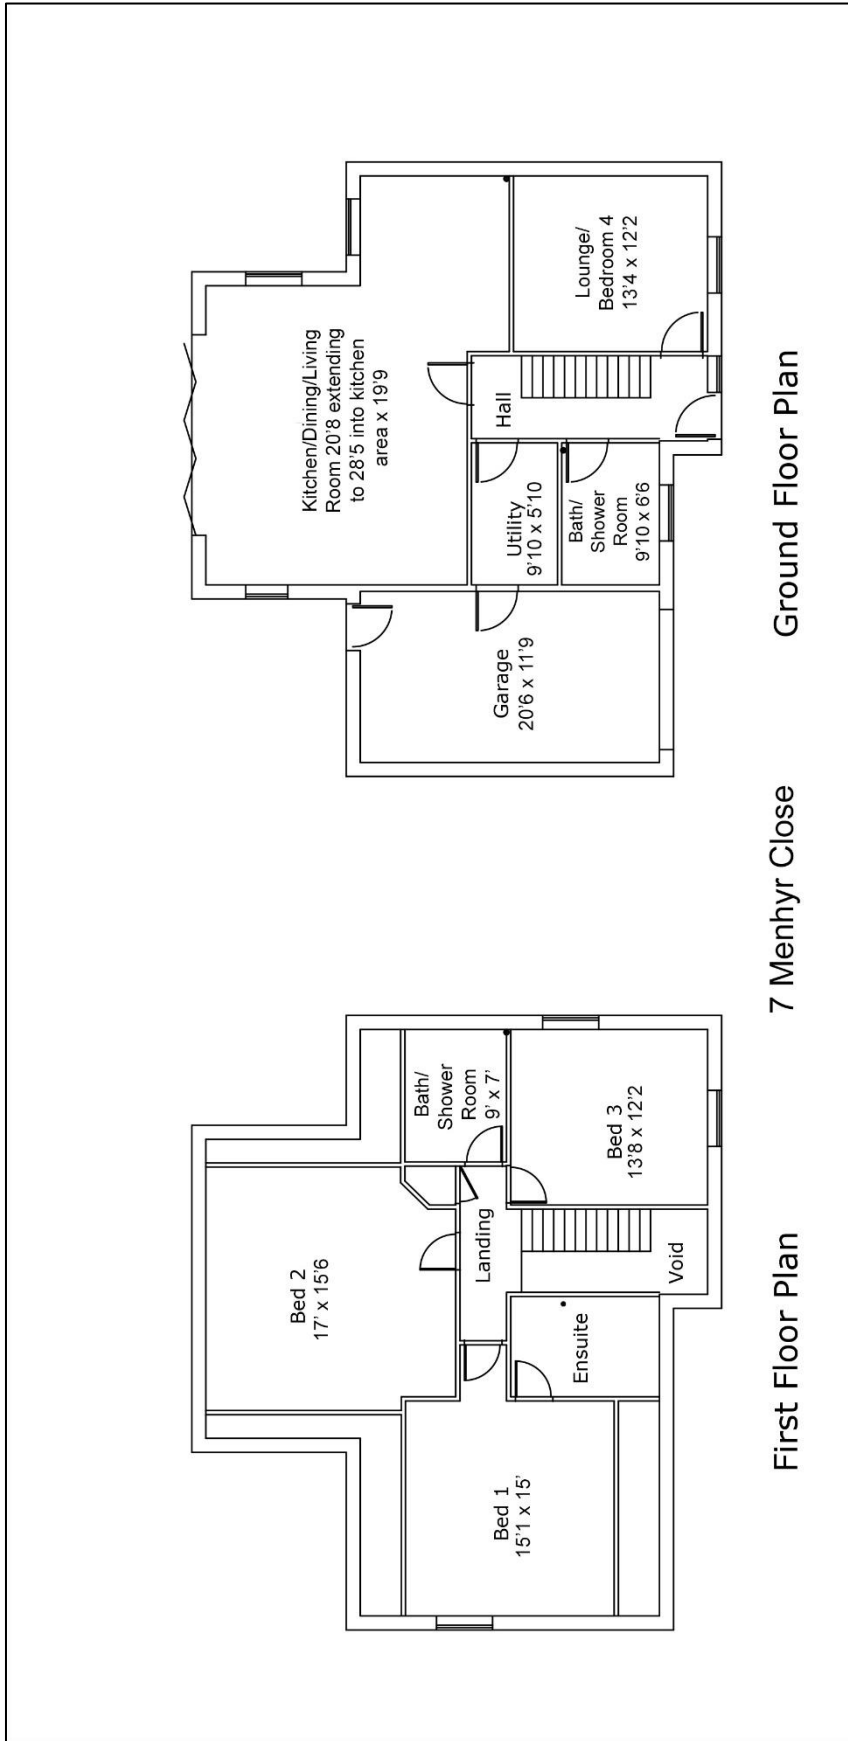 Kitchen/Dining/Living
Room 20'8 extending
to 28'5 into kitchen
area x 19'9
Lounge/
Bedroom 4
13'4 x 12'2
Hall
Utility
9'10 x 5'10
Bath/
Shower
Room
9'10 x 6'6
Garage
20'6 x 11'9
Ground Floor Plan
7 Menhyr Close
Bed 2
17' x 15'6
Bath/
Shower
Room
9' x 7'
Landing
Bed 3
13'8 x 12'2
Void
Ensuite
Bed 1
15'1 x 15'
First Floor Plan